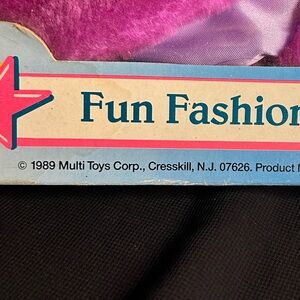 Fun Fashion
© 1989 Multi Toys Corp., Cresskill, N.J. 07626. Product